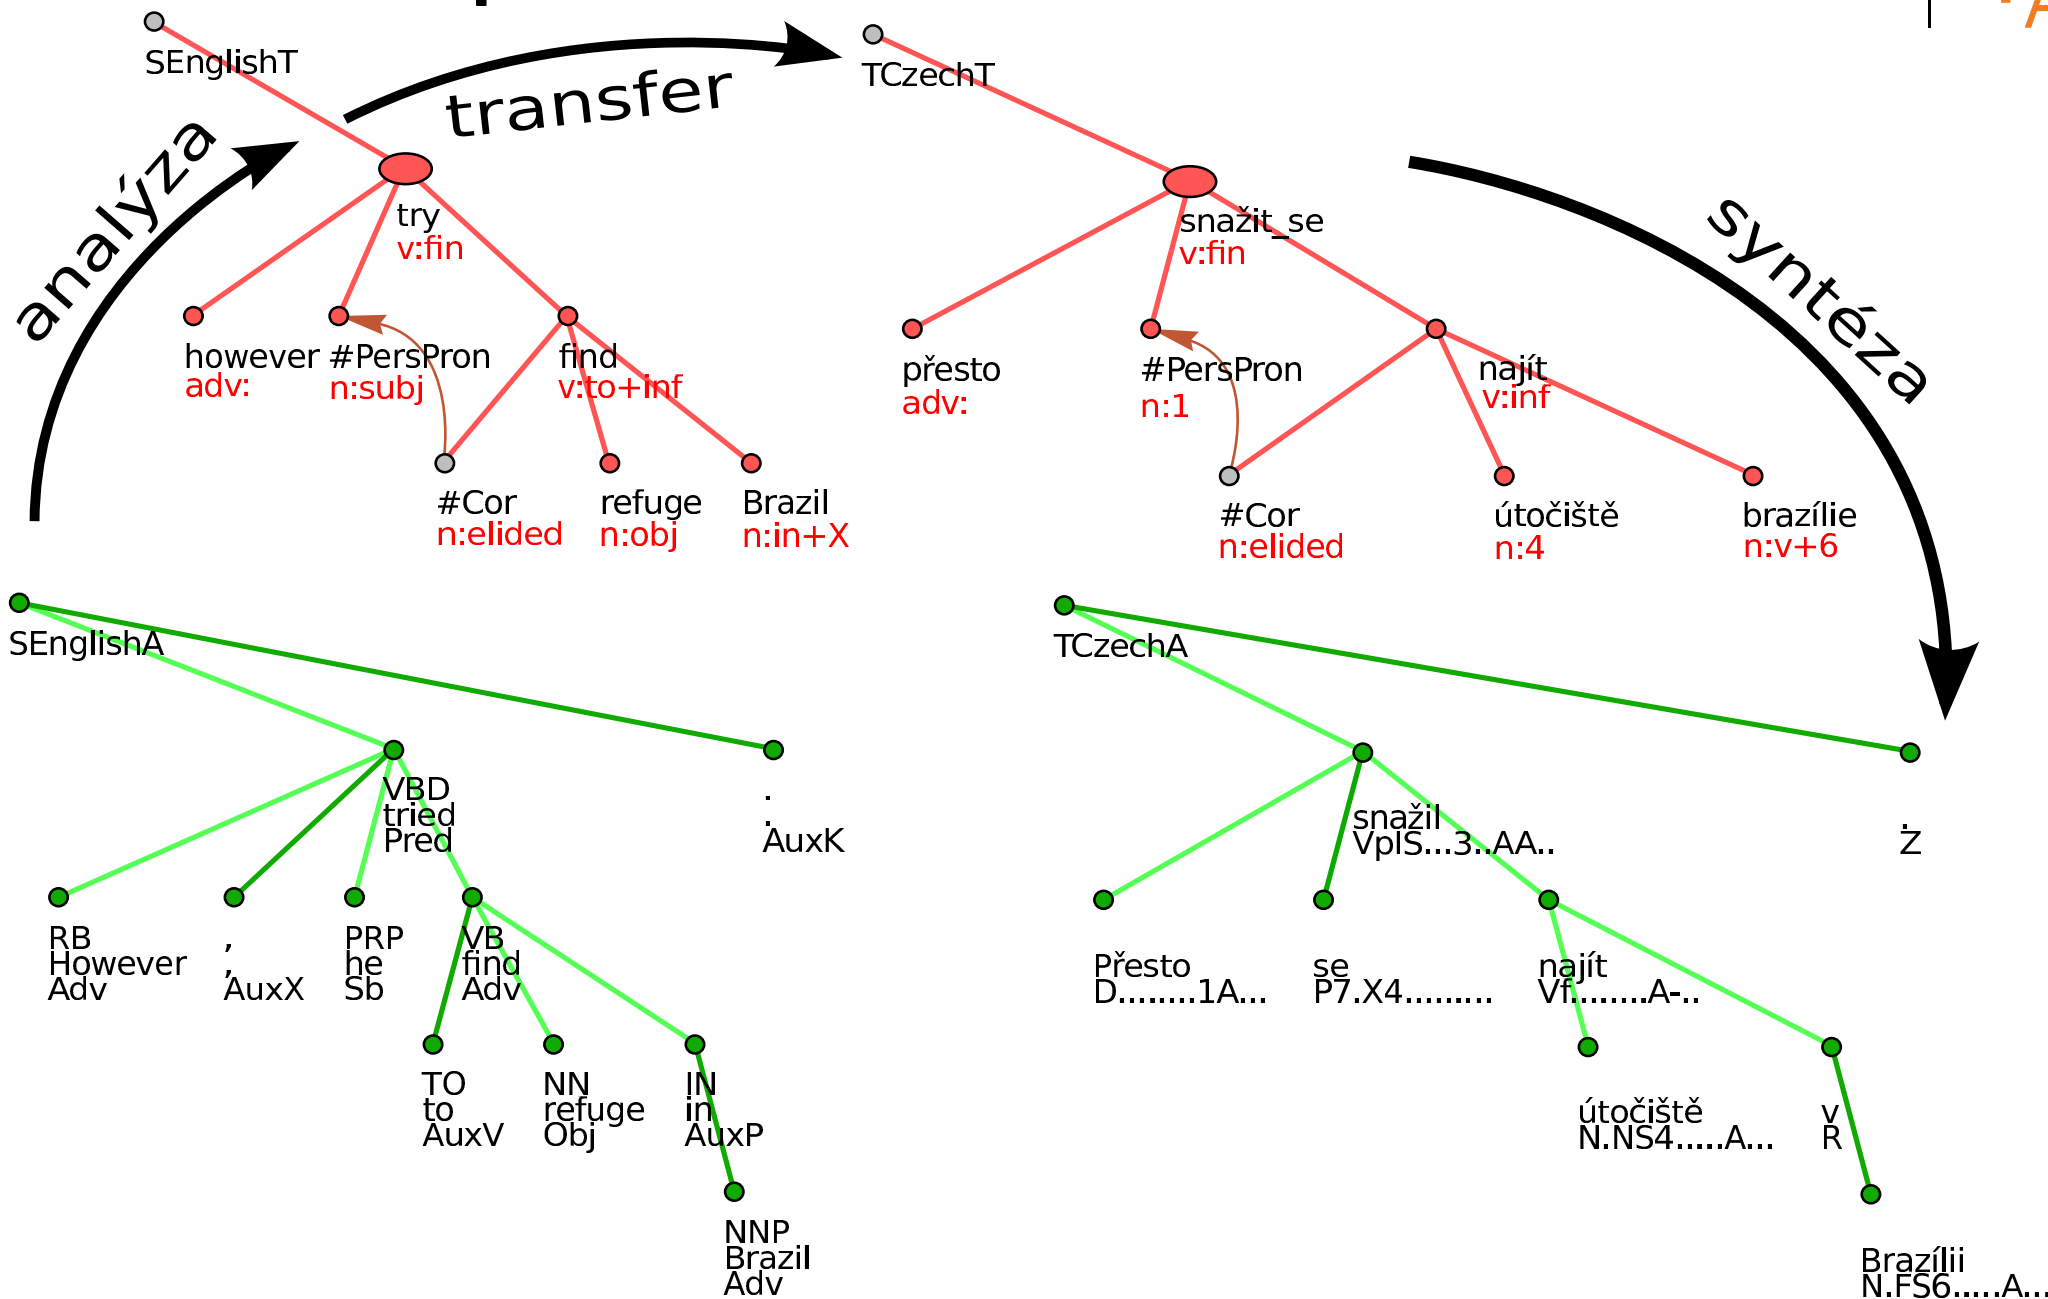 SEnglishT
try
v:fin
however
adv:
#PersPron
n:subj
find
v:to+inf
#Cor
n:elided
refuge
n:obj
Brazil
n:in+X
analýza
transfer
TCzechT
snažit_se
v:fin
přesto
adv:
#PersPron
n:1
najít
v:inf
#Cor
n:elided
útočiště
n:4
brazílie
n:v+6
syntéza
SEnglishA
VBD
tried
Pred
.
.
AuxK
RB
However
Adv
,
,
AuxX
PRP
he
Sb
VB
find
Adv
TO
to
AuxV
NN
refuge
Obj
IN
in
AuxP
NNP
Brazil
Adv
TCzechA
snažil
VpIS...3..AA..
.
Z
Přesto
D........1A...
se
P7.X4.........
najít
Vf........A-..
útočiště
N.NS4.....A...
v
R
Brazílii
N.FS6.....A...